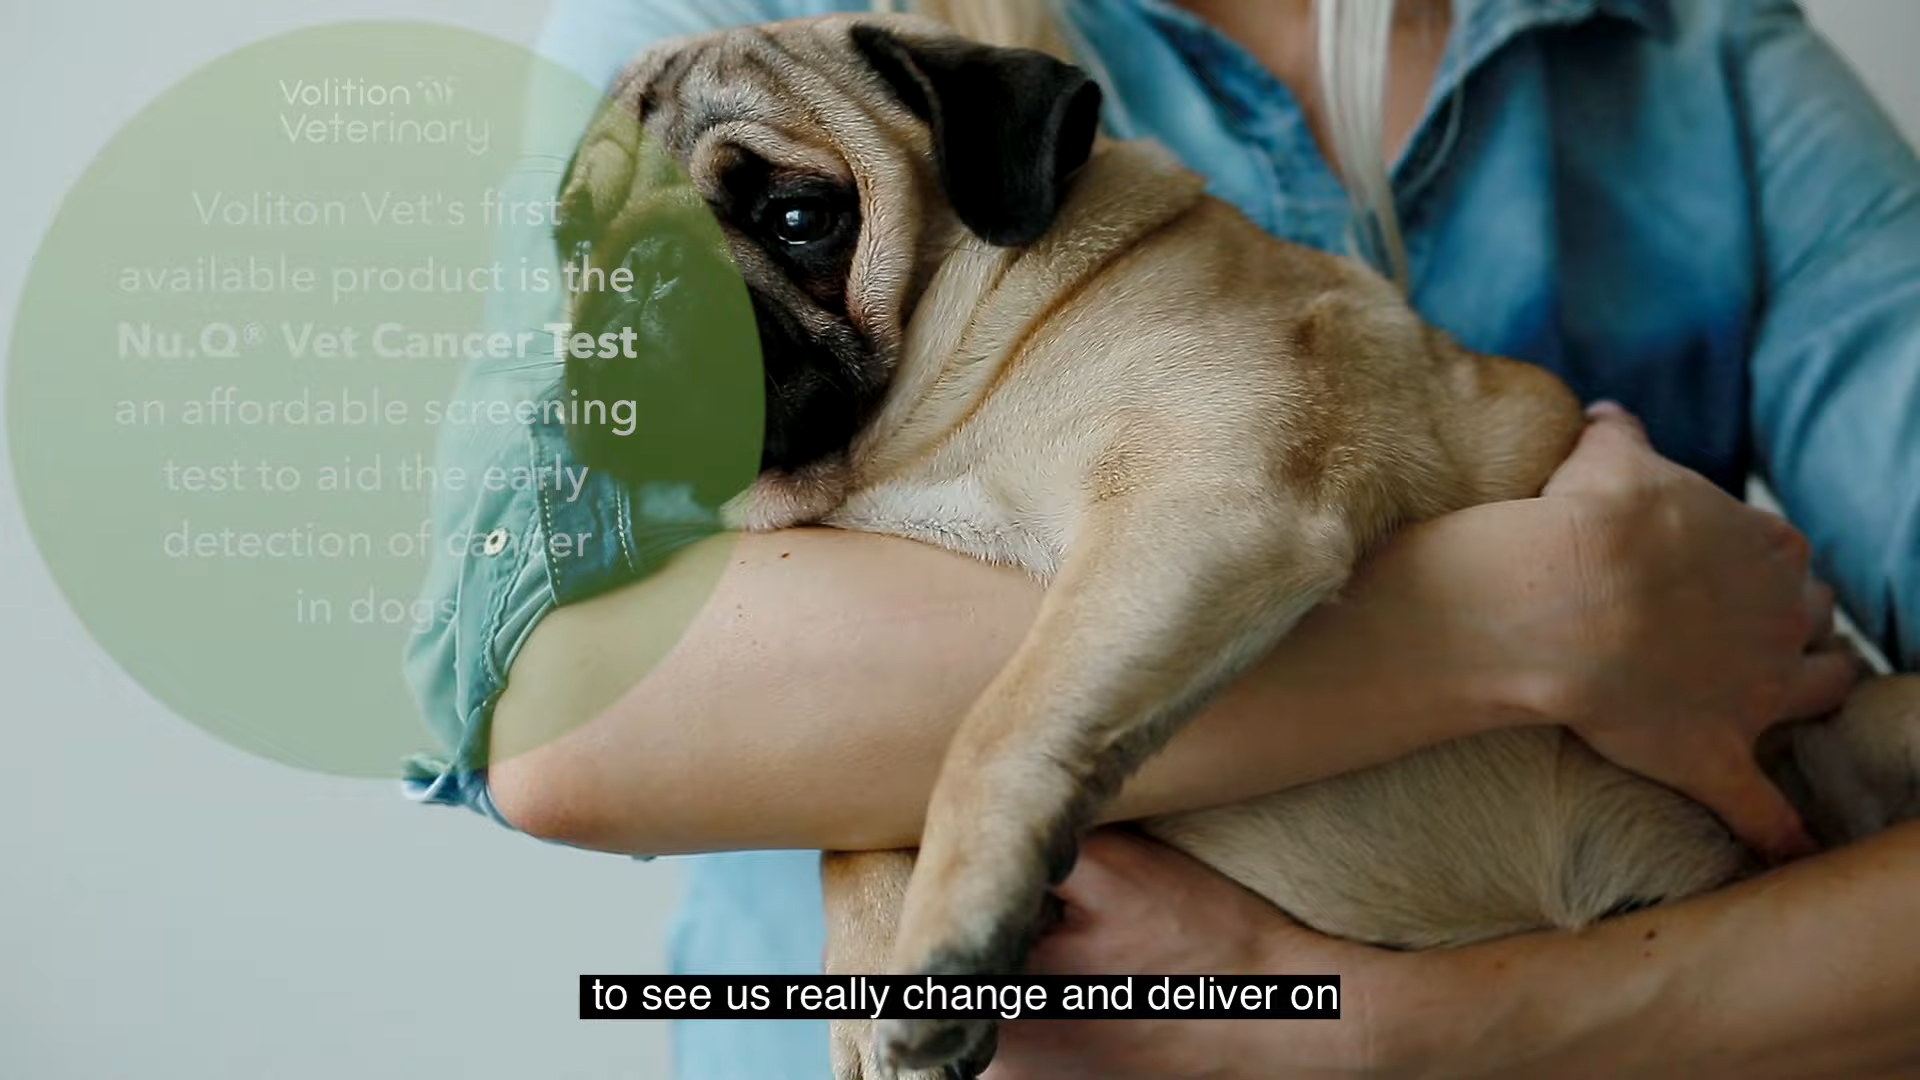 Volition
Veterinary
Voliton Vet's first
available product is the
Nu.Q® Vet Cancer Test
an affordable screening
test to aid the early
detection of cancer
in dogs
to see us really change and deliver on